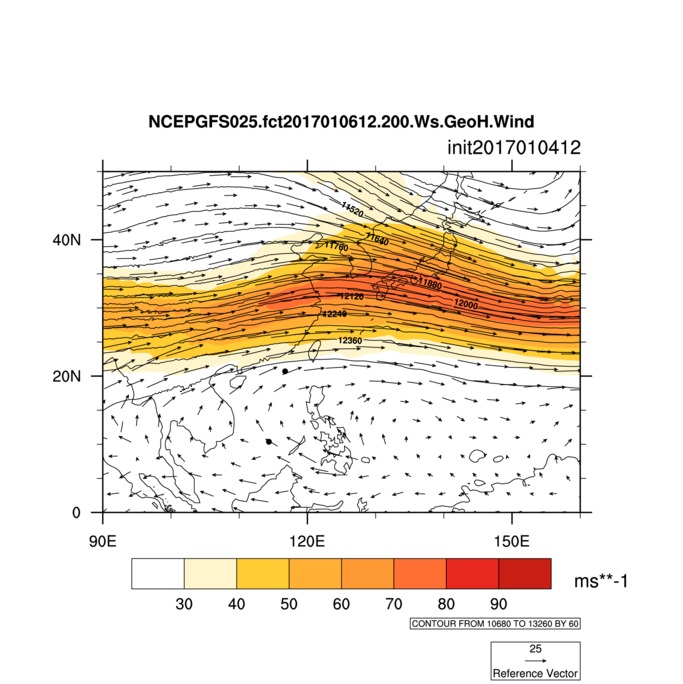 NCEPGFS025.fct2017010612.200.Ws.GeoH.Wind
init2017010412
11520
11640
11760
11880
12000
12120
12240
12360
40N
20N
0
90E 120E 150E
30 40 50 60 70 80 90
ms**-1
CONTOUR FROM 10680 TO 13260 BY 60
25
Reference Vector